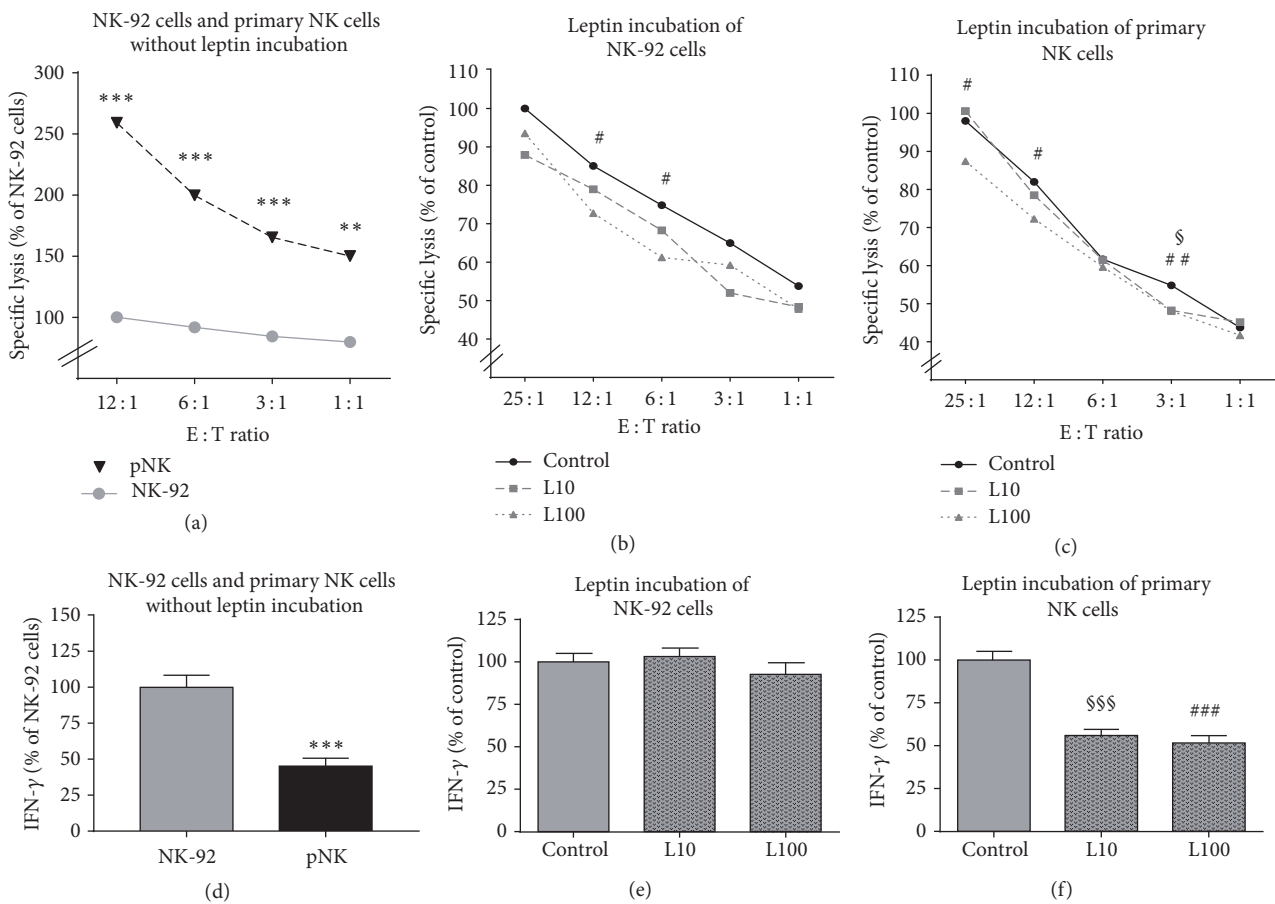 NK-92 cells and primary NK cells
without leptin incubation
Specific lysis (% of NK-92 cells)
300
250
200
150
100
***
***
***
**
12 : 1
6 : 1
3 : 1
1 : 1
E : T ratio
pNK
NK-92
(a)
Leptin incubation of
NK-92 cells
Specific lysis (% of control)
110
100
90
80
70
60
50
40
#
#
25 : 1
12 : 1
6 : 1
3 : 1
1 : 1
E : T ratio
Control
L10
L100
(b)
Leptin incubation of primary
NK cells
Specific lysis (% of control)
110
100
90
80
70
60
50
40
#
#
§
##
25 : 1
12 : 1
6 : 1
3 : 1
1 : 1
E : T ratio
Control
L10
L100
(c)
NK-92 cells and primary NK cells
without leptin incubation
IFN-γ (% of NK-92 cells)
150
125
100
75
50
25
0
***
NK-92
pNK
(d)
Leptin incubation of
NK-92 cells
IFN-γ (% of control)
125
100
75
50
25
0
Control
L10
L100
(e)
Leptin incubation of primary
NK cells
IFN-γ (% of control)
125
100
75
50
25
0
§§§
###
Control
L10
L100
(f)